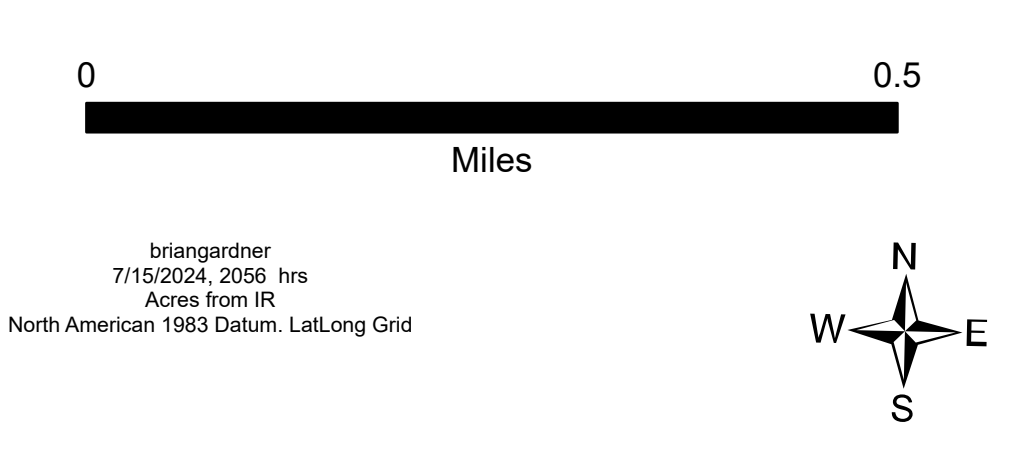 0 0.5
Miles
briangardner
7/15/2024, 2056  hrs
Acres from IR
North American 1983 Datum. LatLong Grid
N
W E
S